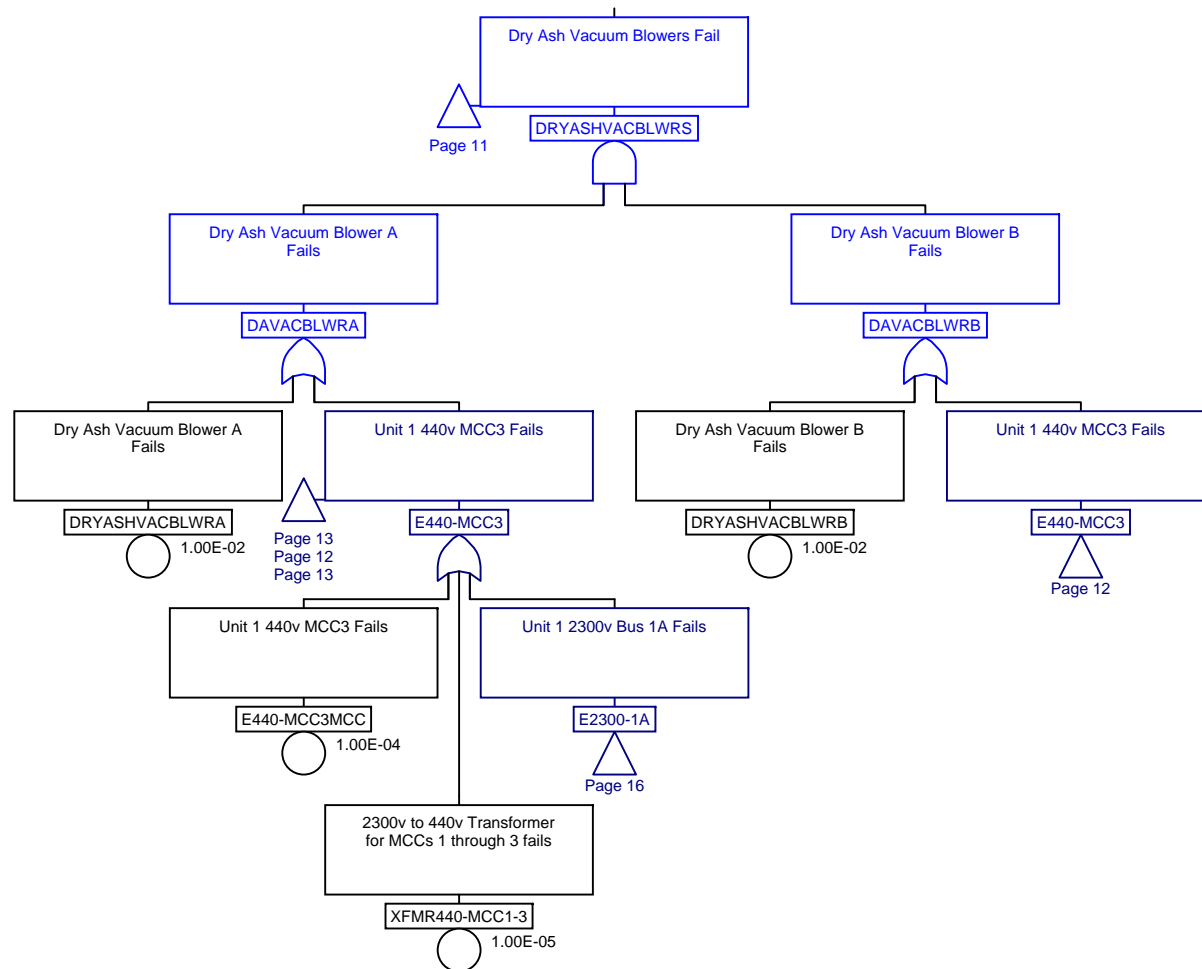 Dry Ash Vacuum Blowers Fail
Page 11
DRYASHVACBLWRS
Dry Ash Vacuum Blower A
Fails
DAVACBLWRA
Dry Ash Vacuum Blower B
Fails
DAVACBLWRB
Dry Ash Vacuum Blower A
Fails
DRYASHVACBLWRA
1.00E-02
Unit 1 440v MCC3 Fails
Page 13
Page 12
Page 13
E440-MCC3
Dry Ash Vacuum Blower B
Fails
DRYASHVACBLWRB
1.00E-02
Unit 1 440v MCC3 Fails
E440-MCC3
Page 12
Unit 1 440v MCC3 Fails
E440-MCC3MCC
1.00E-04
Unit 1 2300v Bus 1A Fails
E2300-1A
Page 16
2300v to 440v Transformer
for MCCs 1 through 3 fails
XFMR440-MCC1-3
1.00E-05